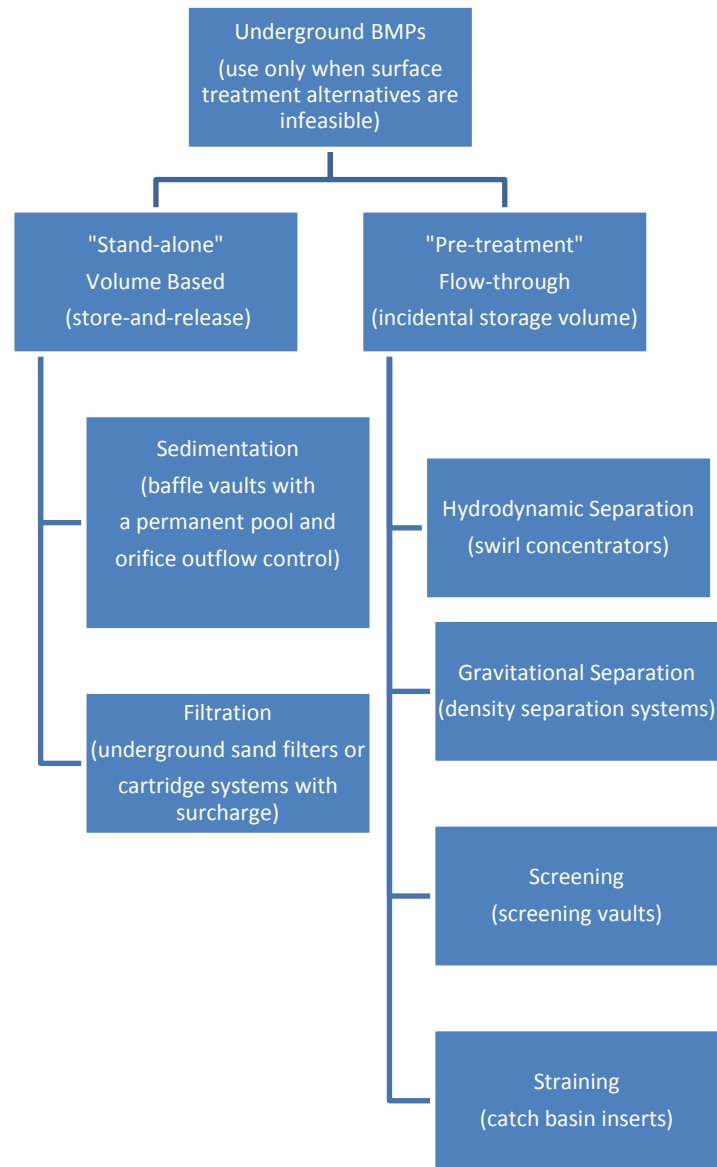 Underground BMPs
(use only when surface
treatment alternatives are
infeasible)
"Stand-alone"
Volume Based
(store-and-release)
"Pre-treatment"
Flow-through
(incidental storage volume)
Sedimentation
(baffle vaults with
a permanent pool and
orifice outflow control)
Filtration
(underground sand filters or
cartridge systems with
surcharge)
Hydrodynamic Separation
(swirl concentrators)
Gravitational Separation
(density separation systems)
Screening
(screening vaults)
Straining
(catch basin inserts)